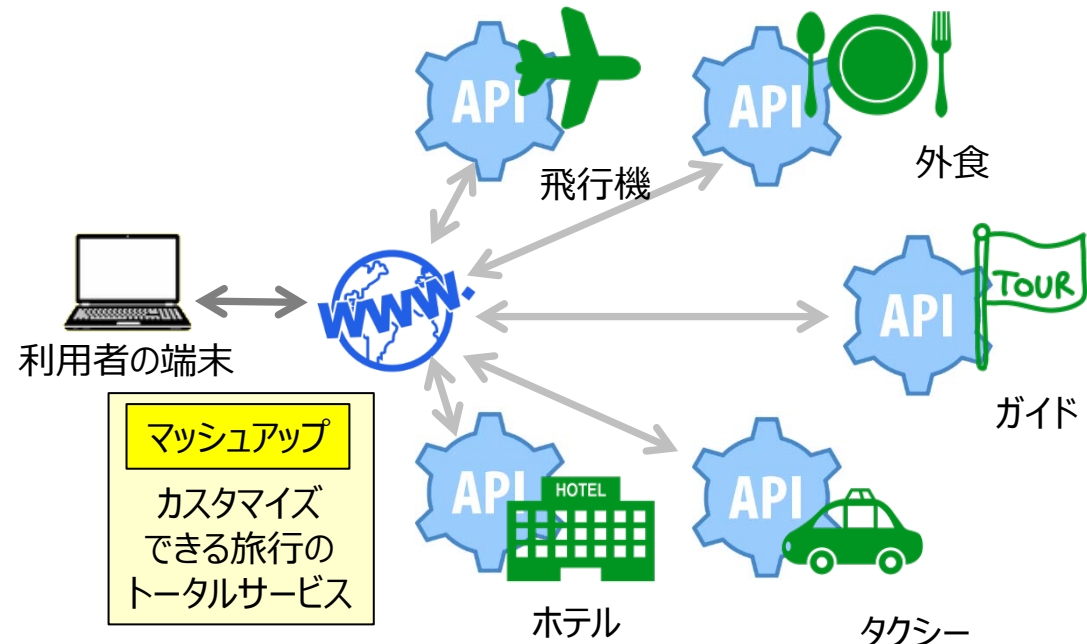 API
飛行機
API
外食
利用者の端末
www.
API
TOUR
ガイド
マッシュアップ
カスタマイズ
できる旅行の
トータルサービス
API
HOTEL
ホテル
API
タクシー